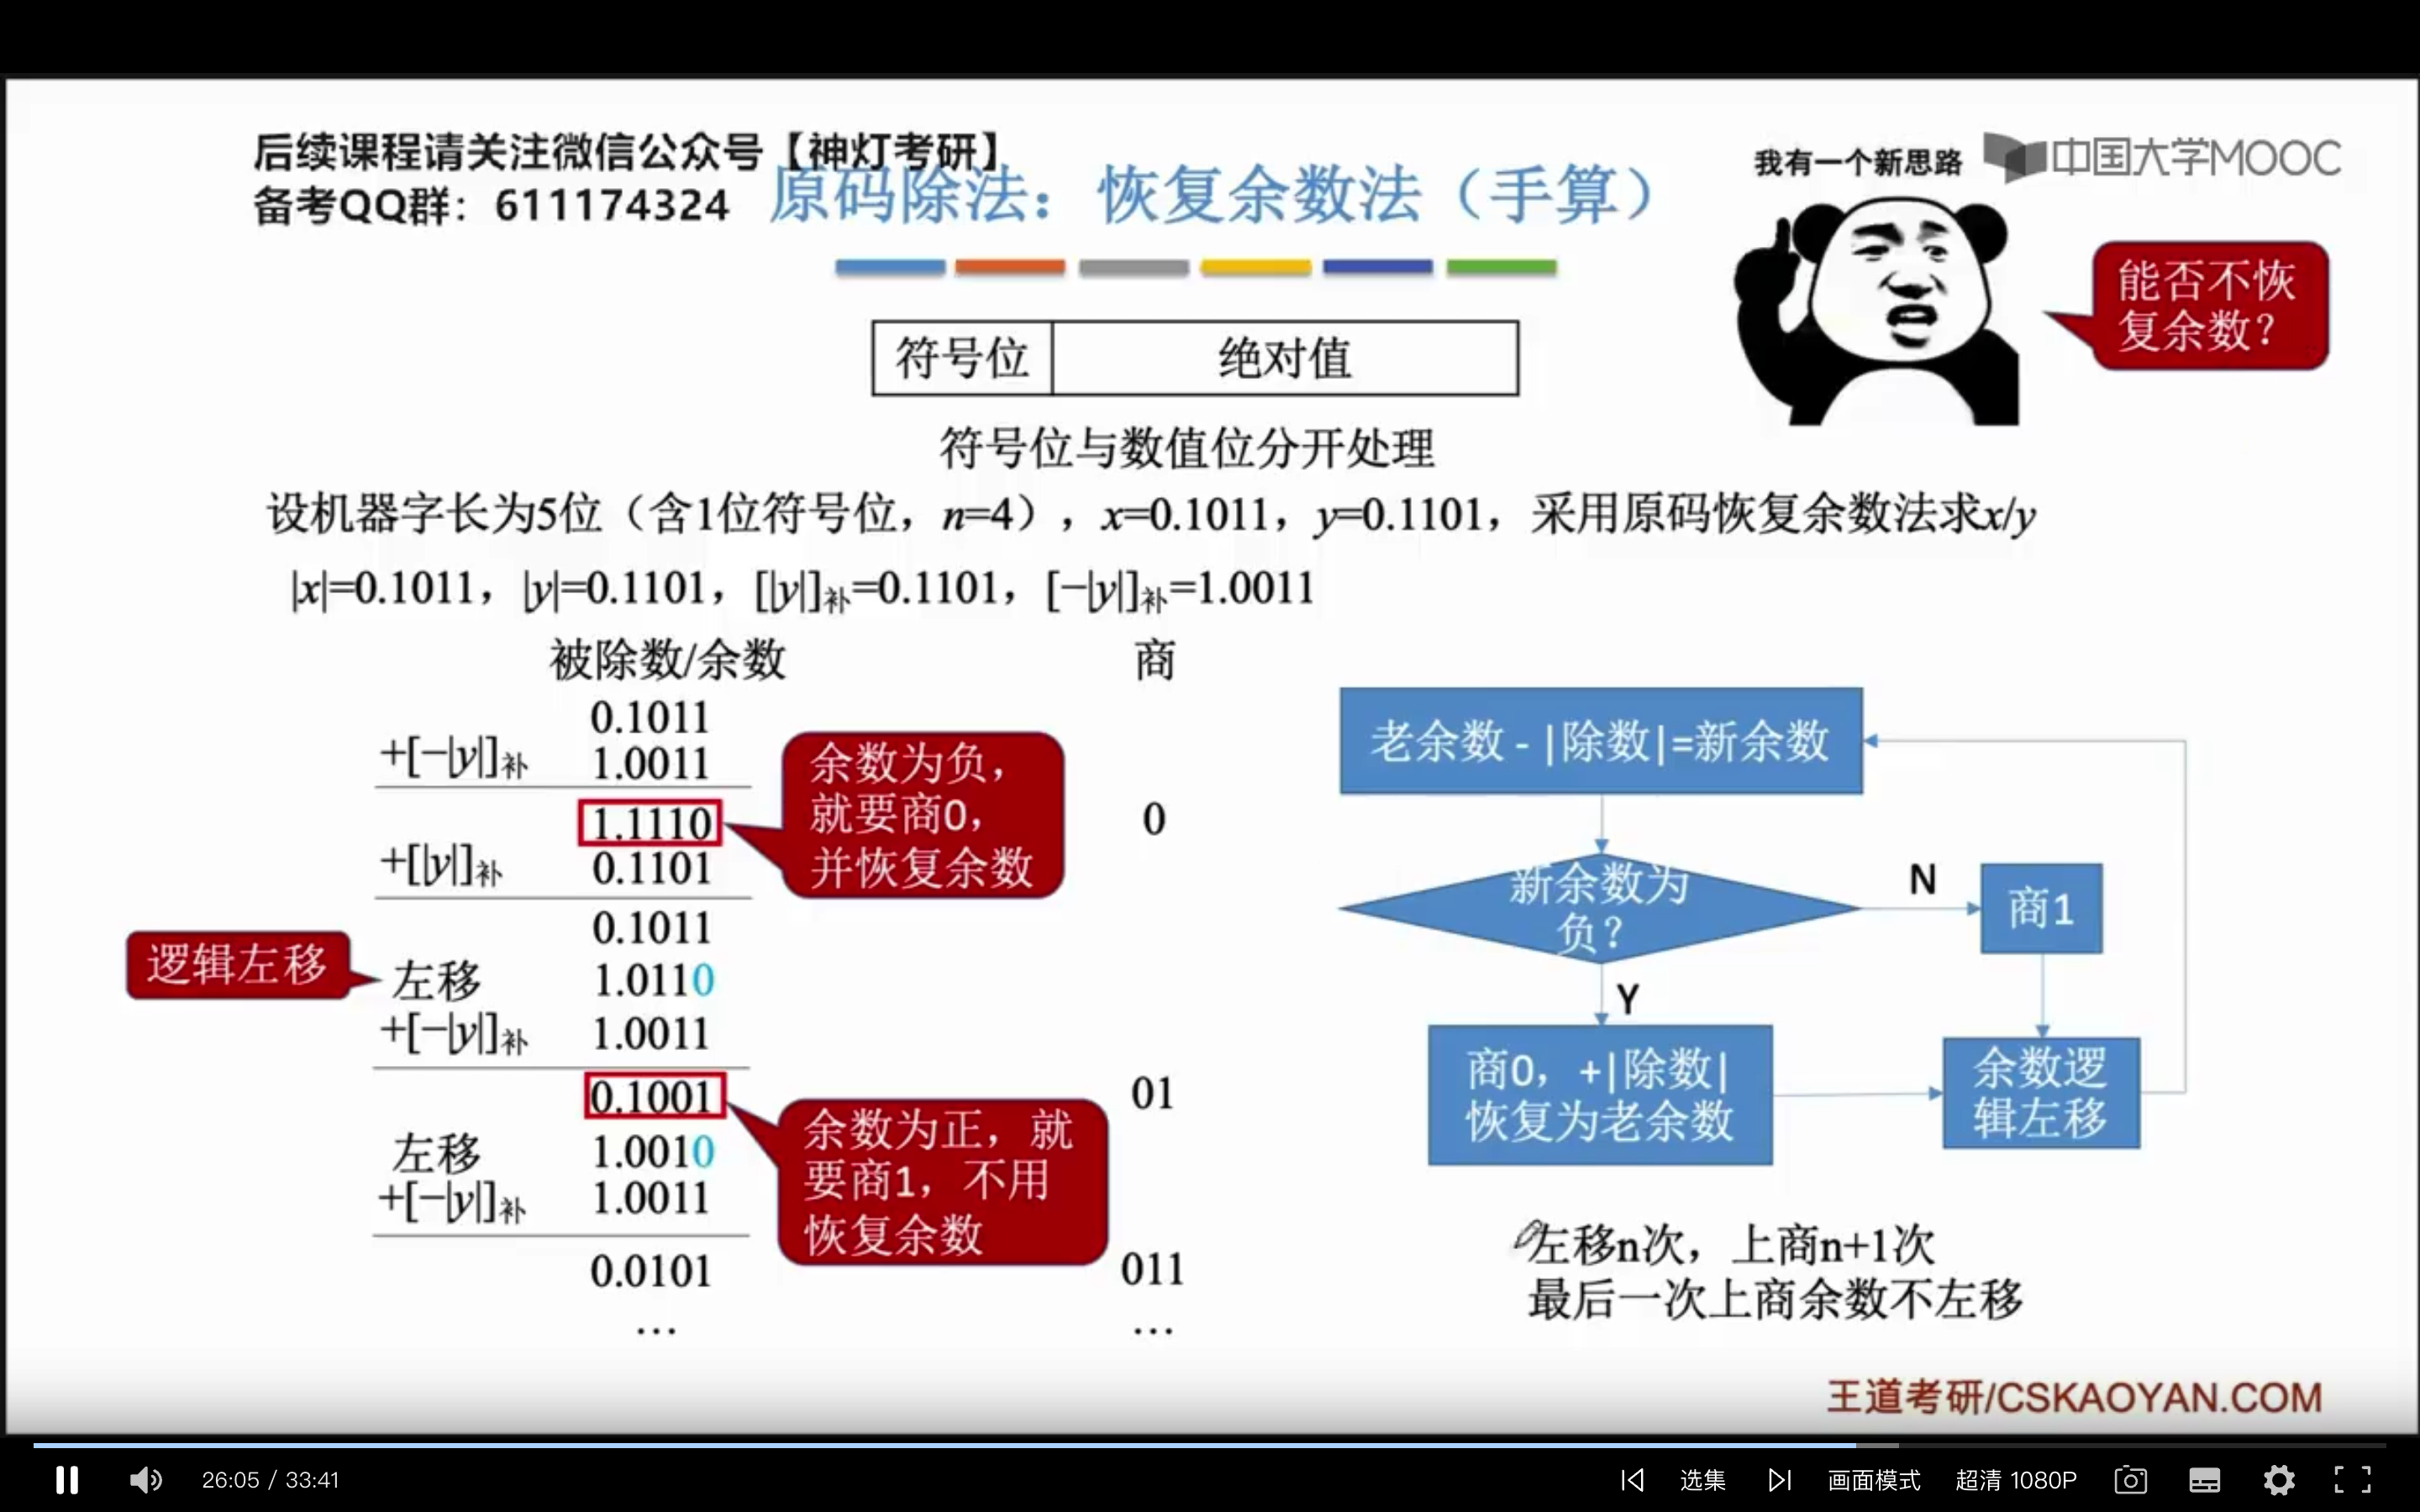 后续课程请关注微信公众号【神灯考研】
备考QQ群：611174324
原码除法：恢复余数法（手算）
我有一个新思路
中国大学MOOC
能否不恢
复余数？
符号位 绝对值
符号位与数值位分开处理
设机器字长为5位（含1位符号位，n=4），x=0.1011，y=0.1101，采用原码恢复余数法求x/y
|x|=0.1011，|y|=0.1101，[|y|]补=0.1101，[−|y|]补=1.0011
被除数/余数 商
0.1011
+[−|y|]补 1.0011
1.1110 0
+[|y|]补 0.1101
0.1011
左移 1.0110
+[−|y|]补 1.0011
0.1001 01
左移 1.0010
+[−|y|]补 1.0011
0.0101 011
… …
余数为负，
就要商0，
并恢复余数
逻辑左移
余数为正，就
要商1，不用
恢复余数
老余数 - |除数|=新余数
新余数为
负？
N
商1
Y
商0，+|除数|
恢复为老余数
余数逻
辑左移
左移n次，上商n+1次
最后一次上商余数不左移
王道考研/CSKAOYAN.COM
26:05 / 33:41
选集
画面模式
超清 1080P